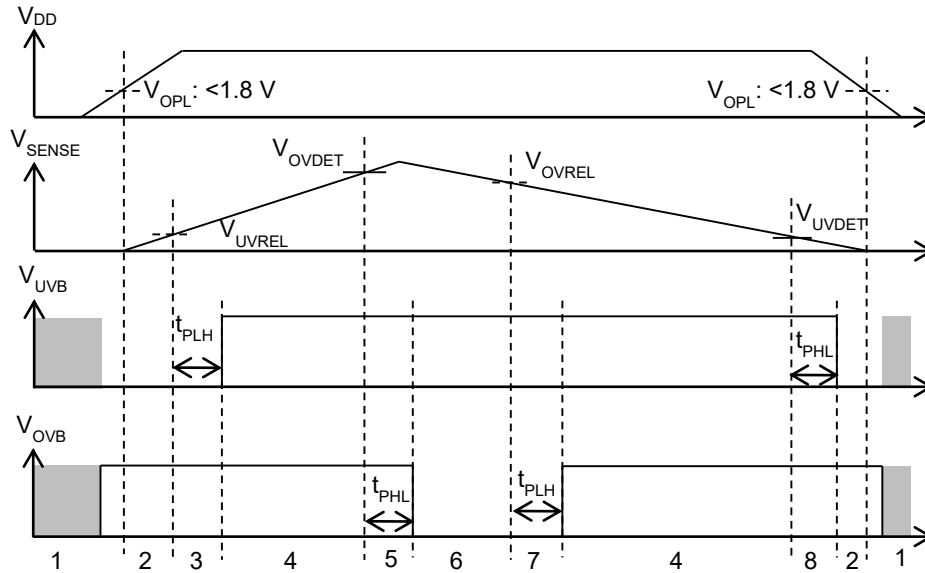 VDD
VOPL: <1.8 V VOPL: <1.8 V
VSENSE
VOVDET VOVREL
VUVREL VUVDET
VUVB
tPLH tPHL
VOVB
tPHL tPLH
1 2 3 4 5 6 7 4 8 2 1